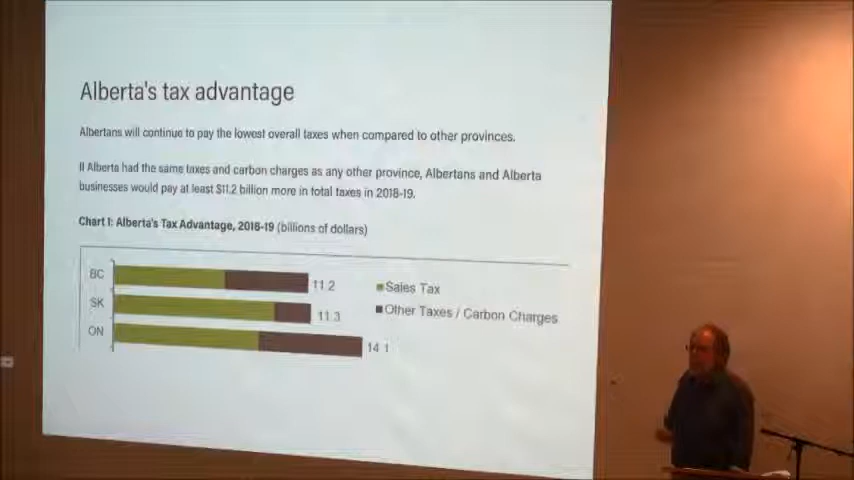 Alberta's tax advantage
Albertans will continue to pay the lowest overall taxes when compared to other provinces.
If Alberta had the same taxes and carbon charges as any other province, Albertans and Alberta
businesses would pay at least $11.2 billion more in total taxes in 2018-19.
Chart 1: Alberta's Tax Advantage, 2018-19 (billions of dollars)
BC 11.2 Sales Tax
SK 11.3 Other Taxes / Carbon Charges
ON 14.1